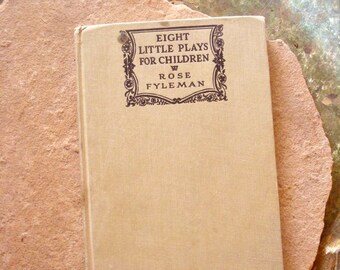 EIGHT
LITTLE PLAYS
FOR CHILDREN
ROSE
FYLEMAN